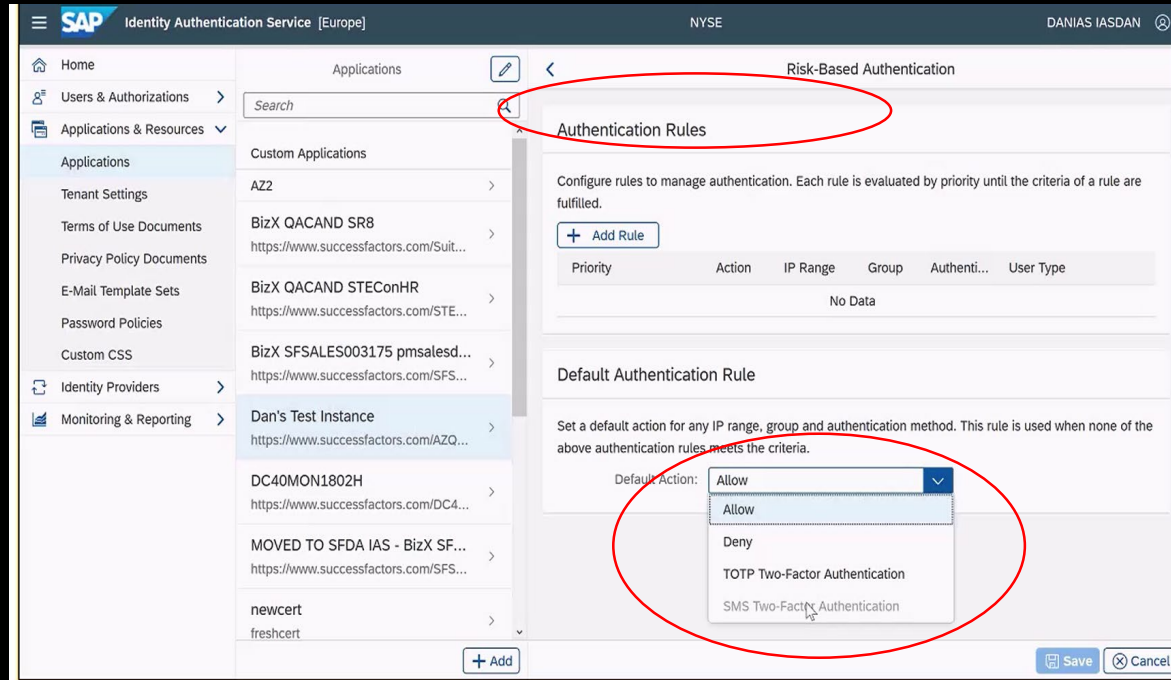 SAP Identity Authentication Service [Europe] NYSE DANIAS IASDAN
Home
Users & Authorizations
Applications & Resources
Applications
Tenant Settings
Terms of Use Documents
Privacy Policy Documents
E-Mail Template Sets
Password Policies
Custom CSS
Identity Providers
Monitoring & Reporting
Applications
Search
Custom Applications
AZ2
BizX QACAND SR8
https://www.successfactors.com/Suit...
BizX QACAND STEConHR
https://www.successfactors.com/STE...
BizX SFSALES003175 pmsalesd...
https://www.successfactors.com/SFS...
Dan's Test Instance
https://www.successfactors.com/AZQ...
DC40MON1802H
https://www.successfactors.com/DC4...
MOVED TO SFDA IAS - BizX SF...
https://www.successfactors.com/SFS...
newcert
freshcert
+ Add
Risk-Based Authentication
Authentication Rules
Configure rules to manage authentication. Each rule is evaluated by priority until the criteria of a rule are
fulfilled.
+ Add Rule
Priority Action IP Range Group Authenti... User Type
No Data
Default Authentication Rule
Set a default action for any IP range, group and authentication method. This rule is used when none of the
above authentication rules meets the criteria.
Default Action: Allow
Allow
Deny
TOTP Two-Factor Authentication
SMS Two-Factor Authentication
Save Cancel